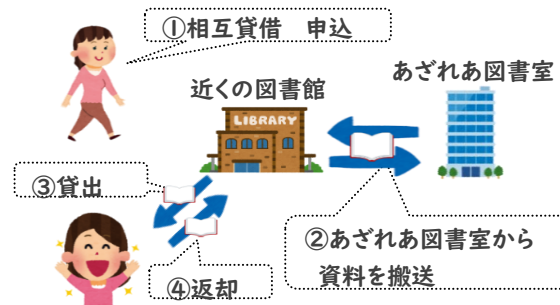 ①相互貸借　申込
あざれあ図書室
近くの図書館
LIBRARY
③貸出
②あざれあ図書室から
資料を搬送
④返却